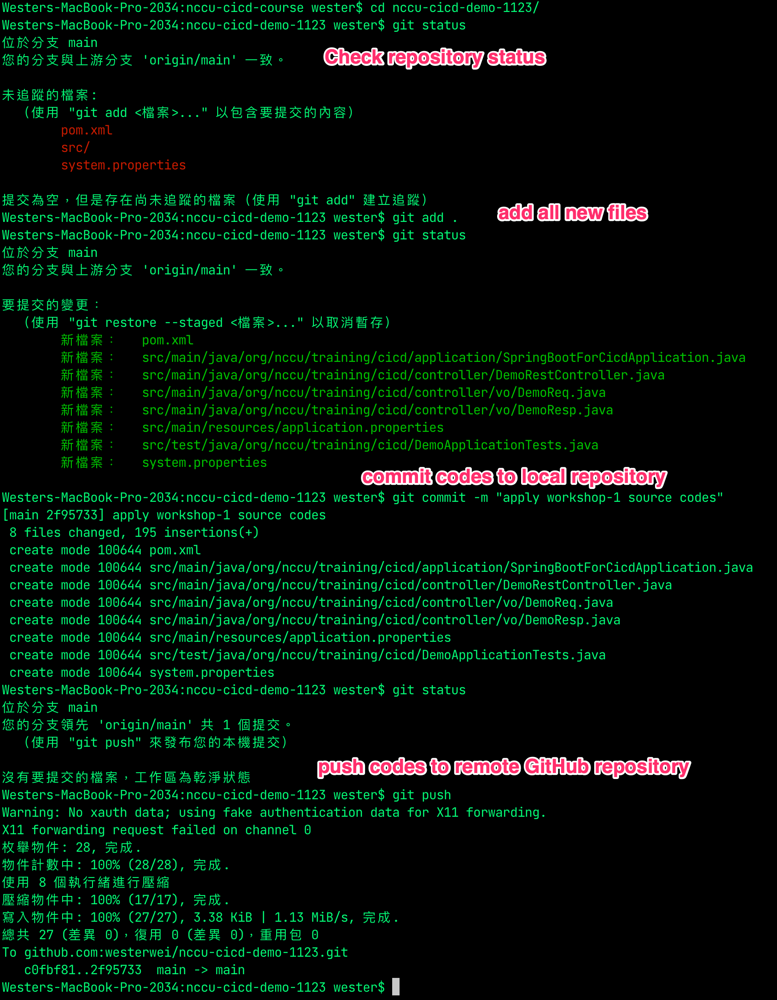 Westers-MacBook-Pro-2034:nccu-cicd-course wester$ cd nccu-cicd-demo-1123/
Westers-MacBook-Pro-2034:nccu-cicd-demo-1123 wester$ git status
位於分支 main
您的分支與上游分支 'origin/main' 一致。
Check repository status
未追蹤的檔案:
  （使用 "git add <檔案>..." 以包含要提交的內容）
        pom.xml
        src/
        system.properties
提交為空，但是存在尚未追蹤的檔案（使用 "git add" 建立追蹤）
add all new files
Westers-MacBook-Pro-2034:nccu-cicd-demo-1123 wester$ git add .
Westers-MacBook-Pro-2034:nccu-cicd-demo-1123 wester$ git status
位於分支 main
您的分支與上游分支 'origin/main' 一致。
要提交的變更：
  （使用 "git restore --staged <檔案>..." 以取消暫存）
        新檔案：   pom.xml
        新檔案：   src/main/java/org/nccu/training/cicd/application/SpringBootForCicdApplication.java
        新檔案：   src/main/java/org/nccu/training/cicd/controller/DemoRestController.java
        新檔案：   src/main/java/org/nccu/training/cicd/controller/vo/DemoReq.java
        新檔案：   src/main/java/org/nccu/training/cicd/controller/vo/DemoResp.java
        新檔案：   src/main/resources/application.properties
        新檔案：   src/test/java/org/nccu/training/cicd/DemoApplicationTests.java
        新檔案：   system.properties
commit codes to local repository
Westers-MacBook-Pro-2034:nccu-cicd-demo-1123 wester$ git commit -m "apply workshop-1 source codes"
[main 2f95733] apply workshop-1 source codes
 8 files changed, 195 insertions(+)
 create mode 100644 pom.xml
 create mode 100644 src/main/java/org/nccu/training/cicd/application/SpringBootForCicdApplication.java
 create mode 100644 src/main/java/org/nccu/training/cicd/controller/DemoRestController.java
 create mode 100644 src/main/java/org/nccu/training/cicd/controller/vo/DemoReq.java
 create mode 100644 src/main/java/org/nccu/training/cicd/controller/vo/DemoResp.java
 create mode 100644 src/main/resources/application.properties
 create mode 100644 src/test/java/org/nccu/training/cicd/DemoApplicationTests.java
 create mode 100644 system.properties
Westers-MacBook-Pro-2034:nccu-cicd-demo-1123 wester$ git status
位於分支 main
您的分支領先 'origin/main' 共 1 個提交。
  （使用 "git push" 來發布您的本機提交）
push codes to remote GitHub repository
沒有要提交的檔案，工作區為乾淨狀態
Westers-MacBook-Pro-2034:nccu-cicd-demo-1123 wester$ git push
Warning: No xauth data; using fake authentication data for X11 forwarding.
X11 forwarding request failed on channel 0
枚舉物件: 28, 完成.
物件計數中: 100% (28/28), 完成.
使用 8 個執行緒進行壓縮
壓縮物件中: 100% (17/17), 完成.
寫入物件中: 100% (27/27), 3.38 KiB | 1.13 MiB/s, 完成.
總共 27 (差異 0)，復用 0 (差異 0)，重用包 0
To github.com:westerwei/nccu-cicd-demo-1123.git
   c0fbf81..2f95733  main -> main
Westers-MacBook-Pro-2034:nccu-cicd-demo-1123 wester$